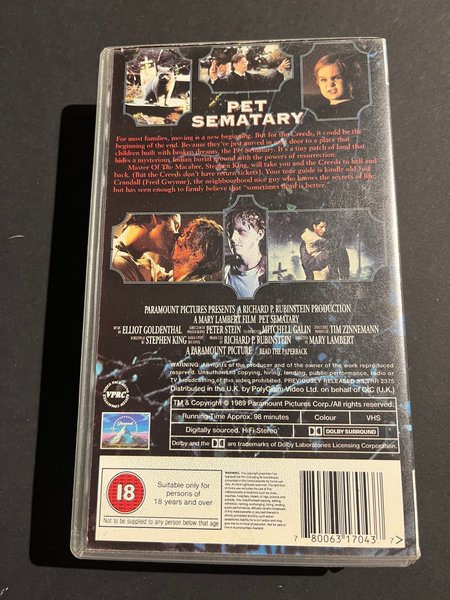 PET
SEMATARY
For most families, moving is a new beginning. But for the Creeds, it could be the
beginning of the end. Because they've just moved in next door to a place that
children built with broken dreams, the Pet Sematary. It's a tiny patch of land that
hides a mysterious Indian burial ground with the powers of resurrection.
Master Of The Macabre, Stephen King, will take you and the Creeds to hell and
back. (But the Creeds don't have return tickets). Your tour guide is kindly old Jud
Crandall (Fred Gwynne), the neighbourhood nice guy who knows the secrets of life,
but has seen enough to firmly believe that "sometimes dead is better."
PARAMOUNT PICTURES PRESENTS A RICHARD P. RUBINSTEIN PRODUCTION
A MARY LAMBERT FILM PET SEMATARY
MUSIC BY ELLIOT GOLDENTHAL PETER STEIN MITCHELL GALIN TIM ZINNEMANN
STEPHEN KING PRODUCED BY RICHARD P. RUBINSTEIN DIRECTED BY MARY LAMBERT
A PARAMOUNT PICTURE READ THE PAPERBACK
WARNING: All Rights of the producer and of the owner of the work reproduced
reserved. Unauthorised copying, hiring, lending, public performance, radio or
TV broadcasting of this video prohibited. PREVIOUSLY RELEASED AS VHR 2375
Distributed in the U.K. by PolyGram Video Ltd. on behalf of CIC (U.K.)
TM & Copyright © 1989 Paramount Pictures Corp./All rights reserved.
Running Time Approx. 98 minutes Colour VHS
Digitally sourced. Hi-Fi Stereo DOLBY SURROUND
Dolby and the are trademarks of Dolby Laboratories Licensing Corporation.
VPRC
Paramount
18
Suitable only for
persons of
18 years and over
Not to be supplied to any person below that age
7 80063 17043 7 >